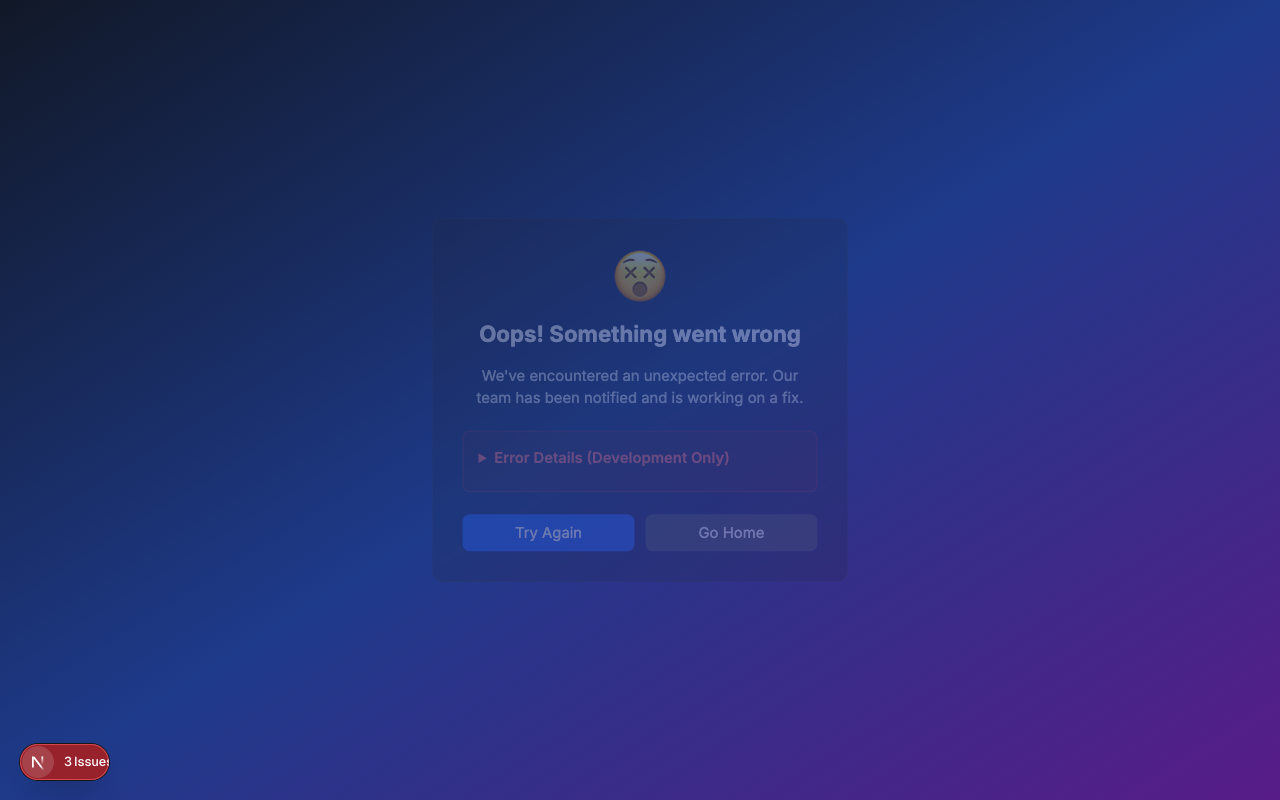 Oops! Something went wrong
We've encountered an unexpected error. Our
team has been notified and is working on a fix.
Error Details (Development Only)
Try Again
Go Home
N
3 Issues